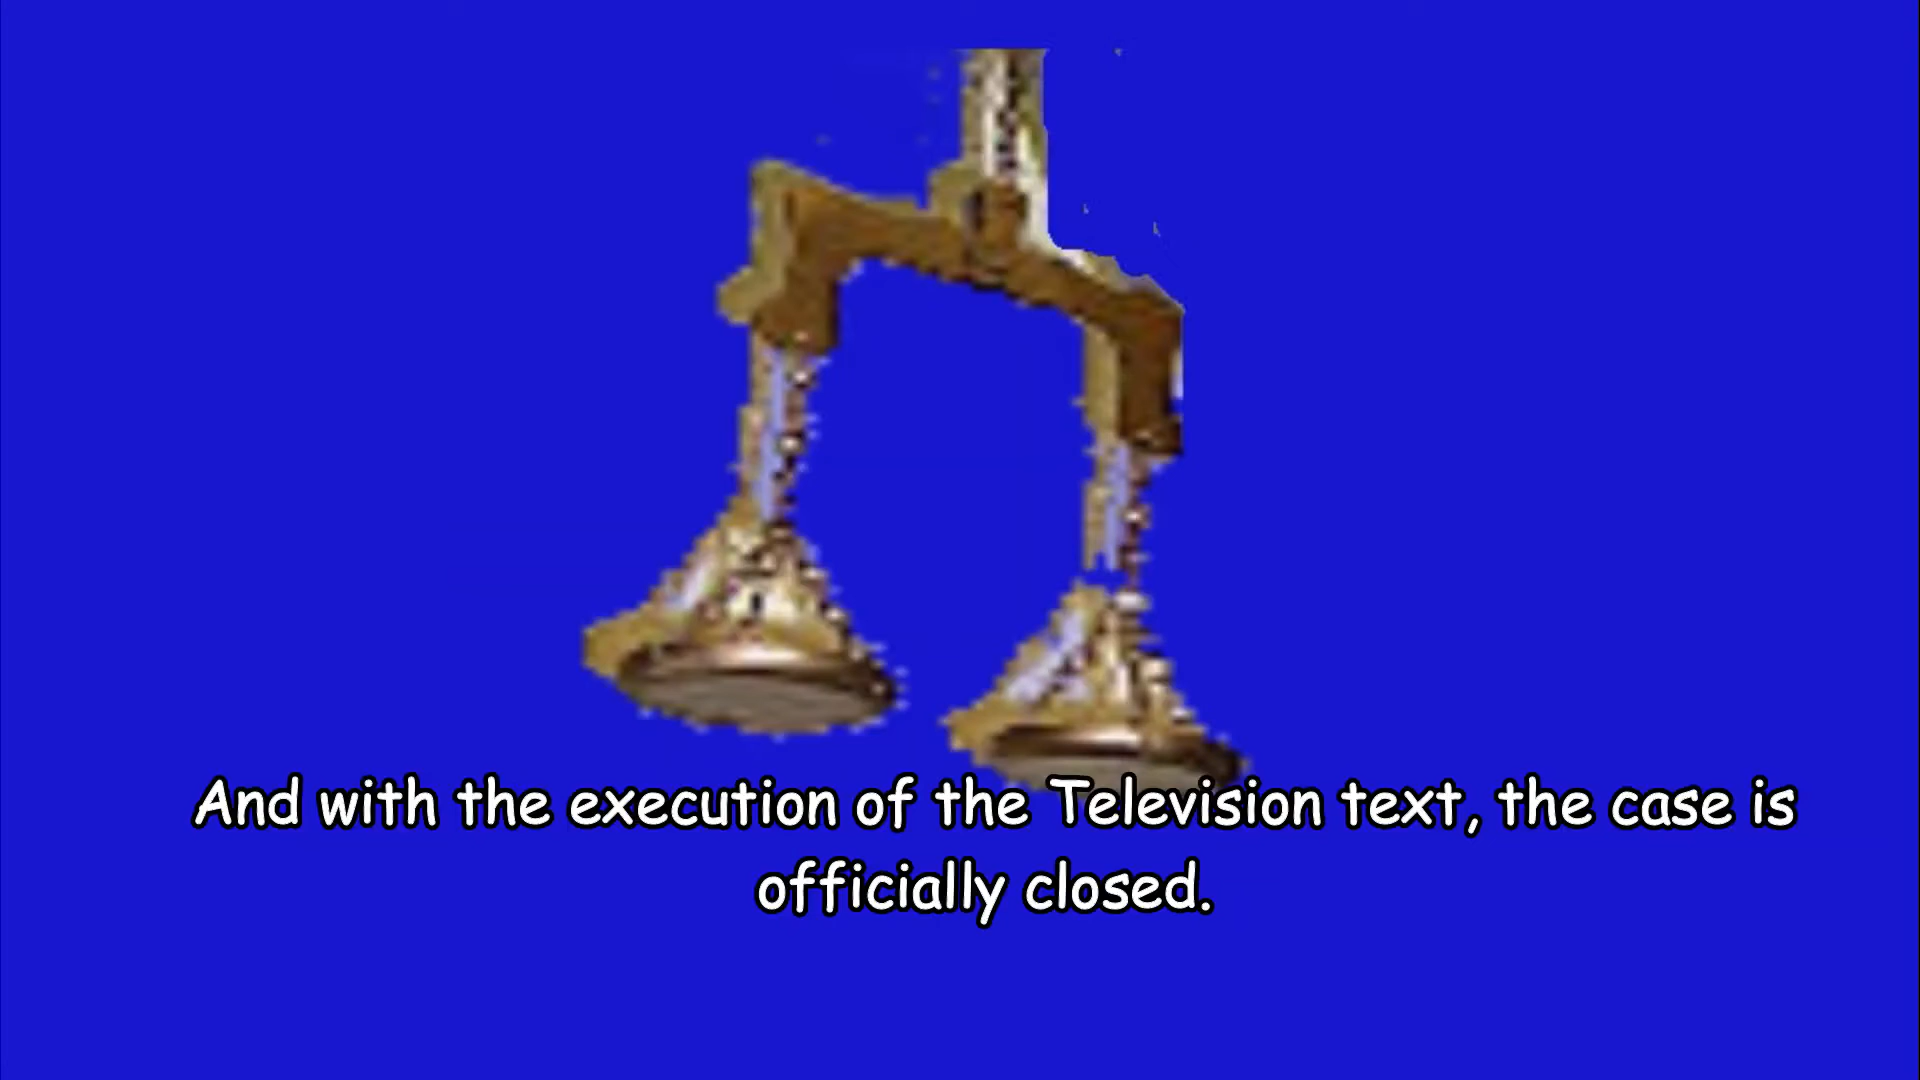 And with the execution of the Television text, the case is
officially closed.